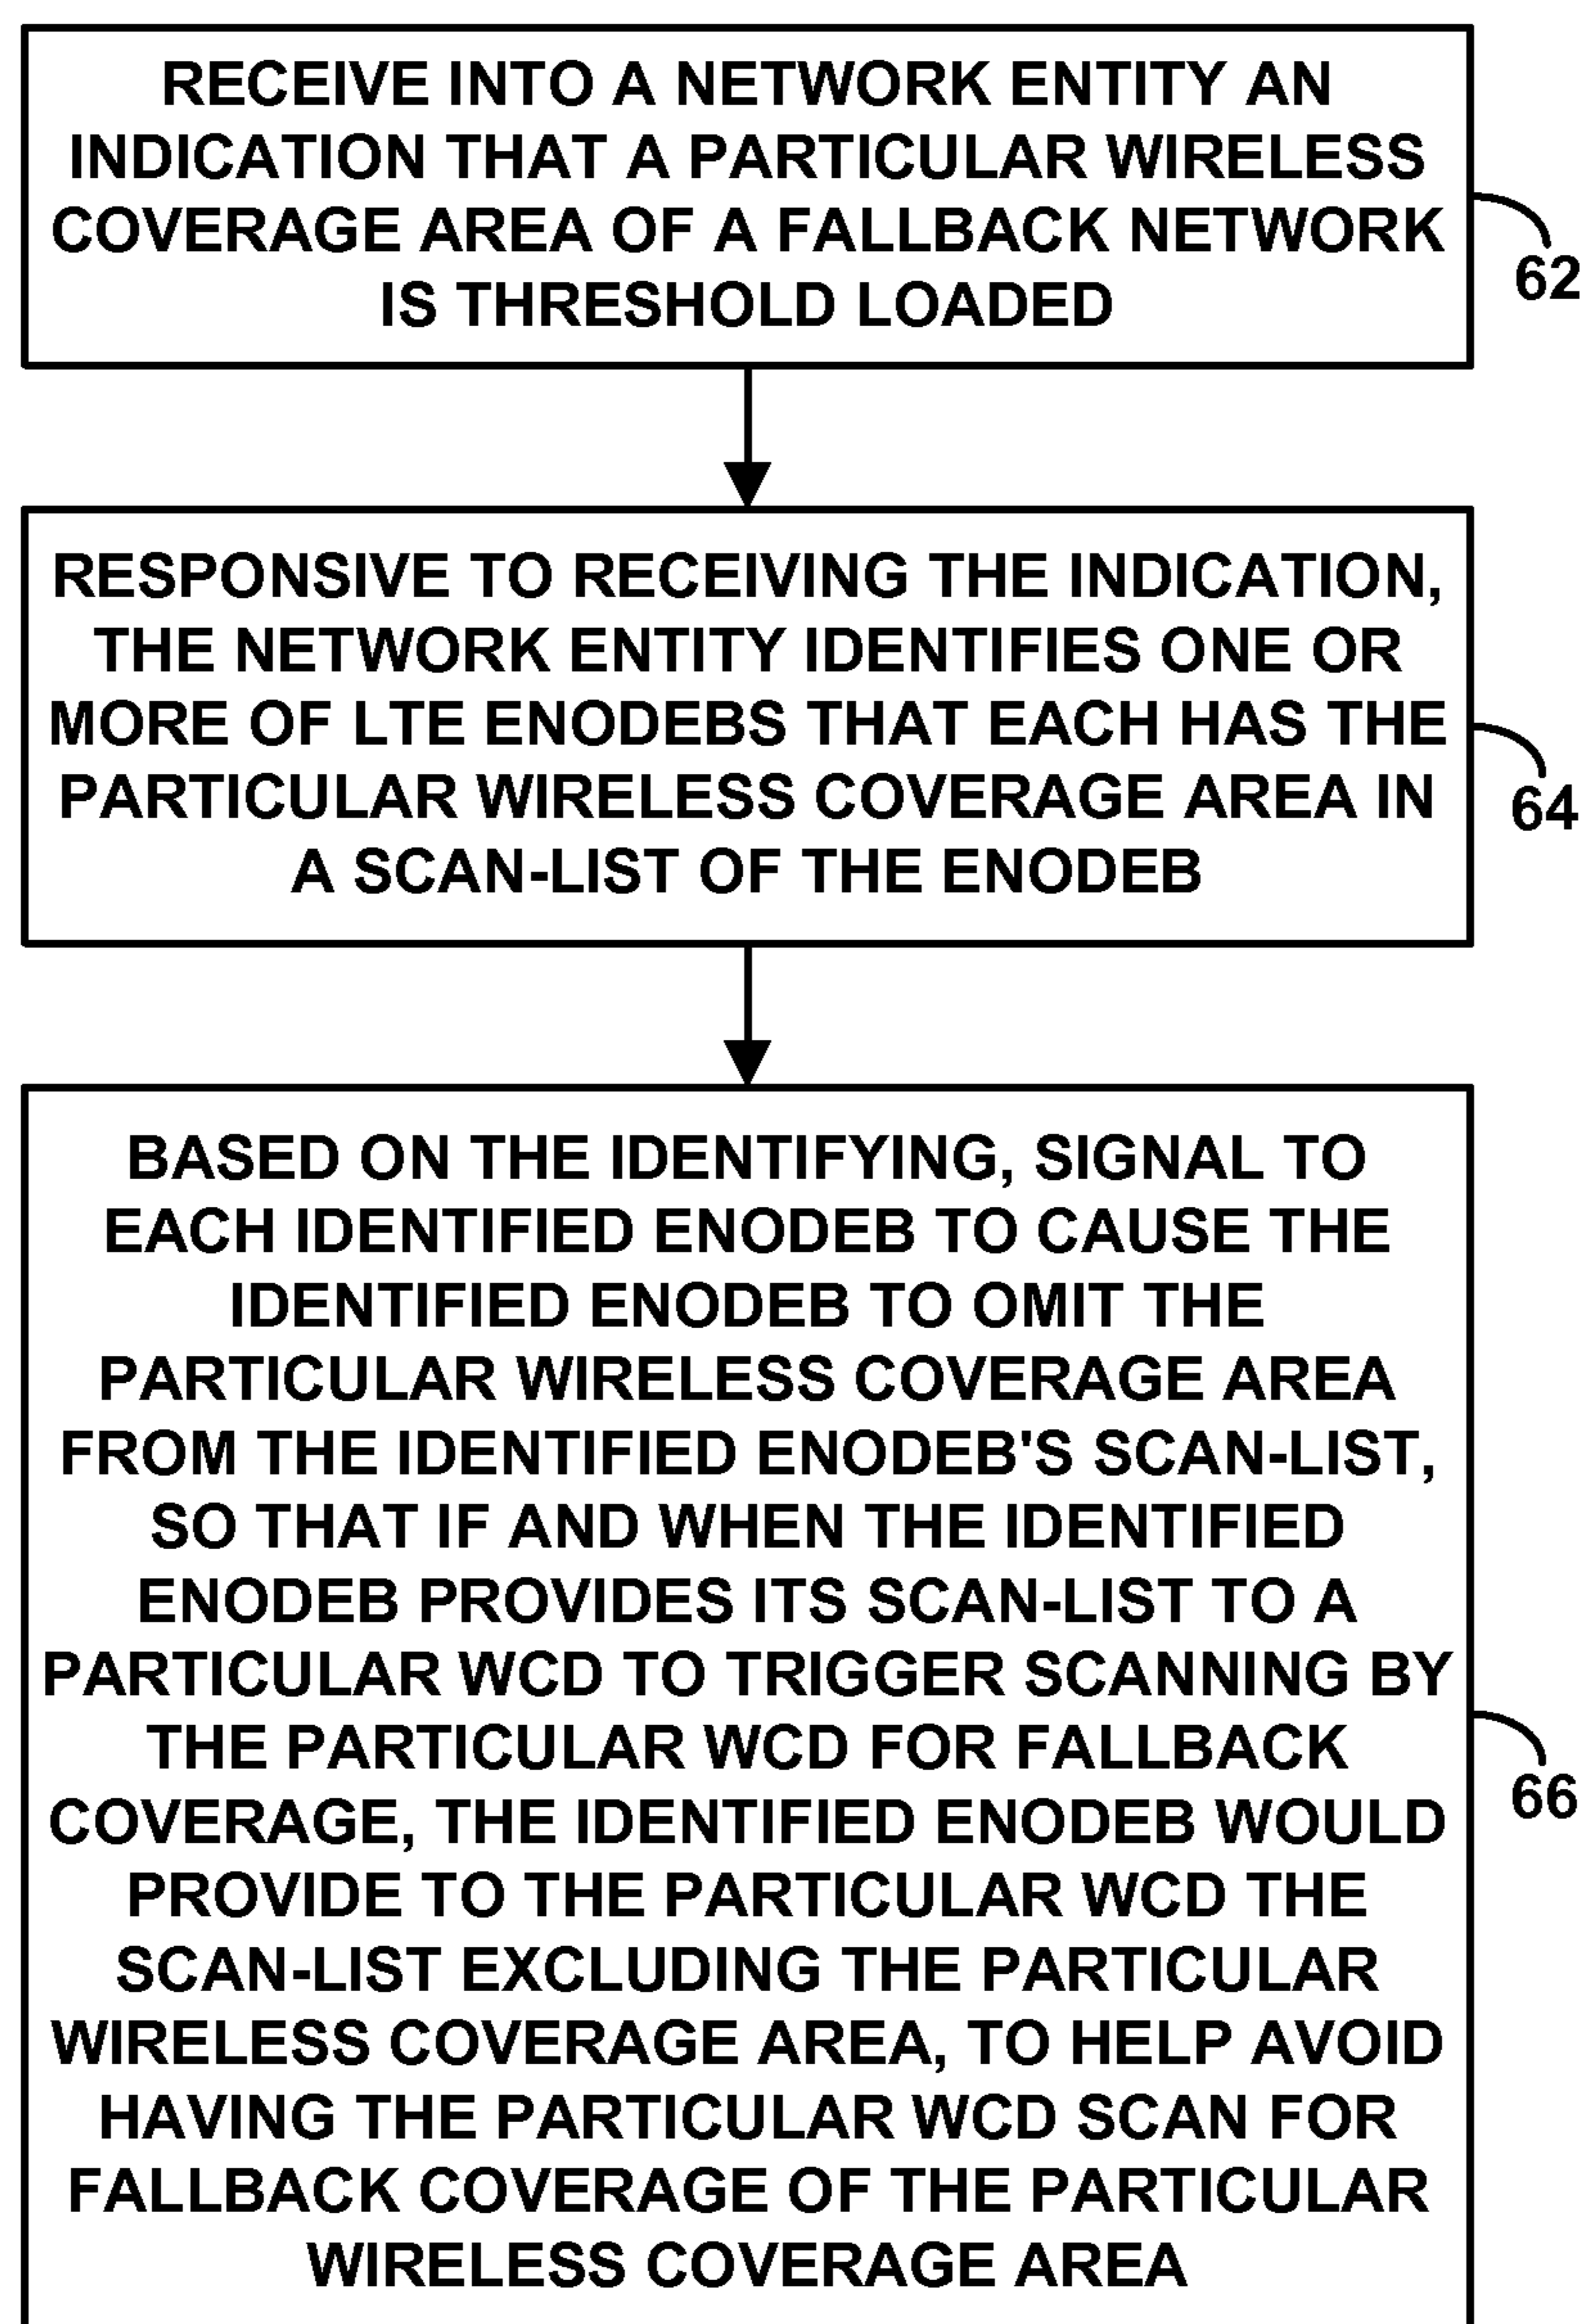 RECEIVE INTO A NETWORK ENTITY AN
INDICATION THAT A PARTICULAR WIRELESS
COVERAGE AREA OF A FALLBACK NETWORK
IS THRESHOLD LOADED
62
RESPONSIVE TO RECEIVING THE INDICATION,
THE NETWORK ENTITY IDENTIFIES ONE OR
MORE OF LTE ENODEBS THAT EACH HAS THE
PARTICULAR WIRELESS COVERAGE AREA IN
A SCAN-LIST OF THE ENODEB
64
BASED ON THE IDENTIFYING, SIGNAL TO
EACH IDENTIFIED ENODEB TO CAUSE THE
IDENTIFIED ENODEB TO OMIT THE
PARTICULAR WIRELESS COVERAGE AREA
FROM THE IDENTIFIED ENODEB'S SCAN-LIST,
SO THAT IF AND WHEN THE IDENTIFIED
ENODEB PROVIDES ITS SCAN-LIST TO A
PARTICULAR WCD TO TRIGGER SCANNING BY
THE PARTICULAR WCD FOR FALLBACK
COVERAGE, THE IDENTIFIED ENODEB WOULD
PROVIDE TO THE PARTICULAR WCD THE
SCAN-LIST EXCLUDING THE PARTICULAR
WIRELESS COVERAGE AREA, TO HELP AVOID
HAVING THE PARTICULAR WCD SCAN FOR
FALLBACK COVERAGE OF THE PARTICULAR
WIRELESS COVERAGE AREA
66